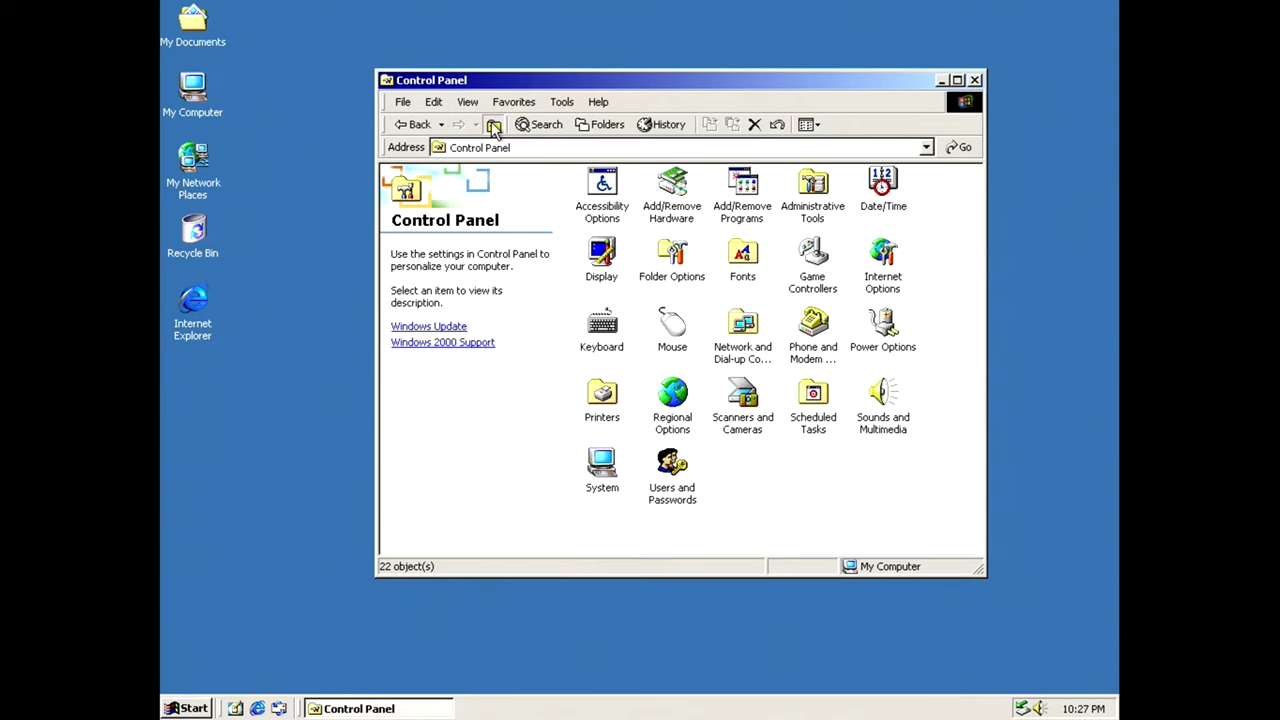 My Documents
My Computer
My Network
Places
Recycle Bin
Internet
Explorer
Control Panel
File Edit View Favorites Tools Help
Back Search Folders History
Address Control Panel Go
Control Panel
Use the settings in Control Panel to
personalize your computer.
Select an item to view its
description.
Windows Update
Windows 2000 Support
Accessibility
Options
Add/Remove
Hardware
Add/Remove
Programs
Administrative
Tools
Date/Time
Display
Folder Options
Fonts
Game
Controllers
Internet
Options
Keyboard
Mouse
Network and
Dial-up Co...
Phone and
Modem ...
Power Options
Printers
Regional
Options
Scanners and
Cameras
Scheduled
Tasks
Sounds and
Multimedia
System
Users and
Passwords
22 object(s) My Computer
Start Control Panel 10:27 PM